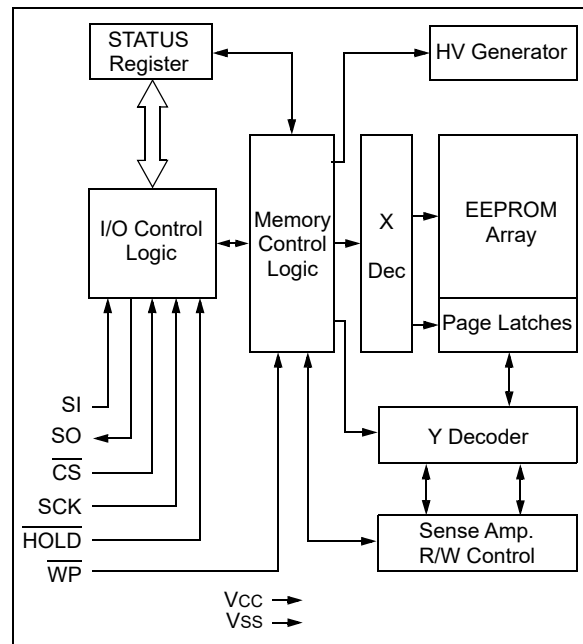 STATUS
Register
HV Generator
I/O Control
Logic
Memory
Control
Logic
X
Dec
EEPROM
Array
Page Latches
SI
SO
CS
SCK
HOLD
WP
Y Decoder
Sense Amp.
R/W Control
VCC
VSS